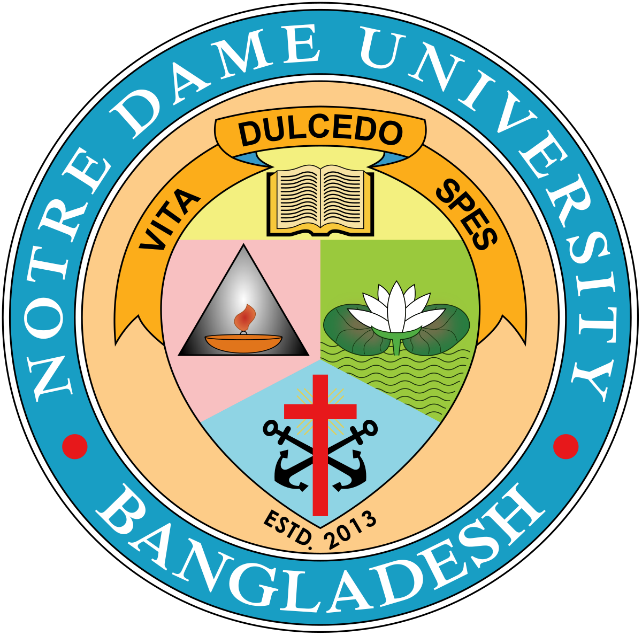 NOTRE DAME UNIVERSITY
BANGLADESH
VITA DULCEDO SPES
ESTD. 2013